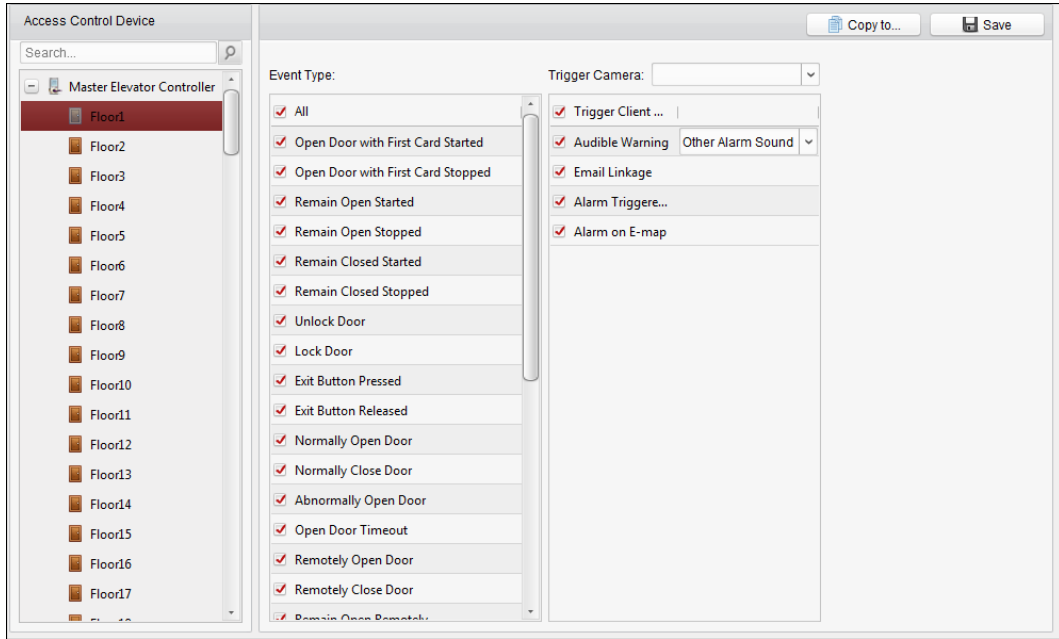 Access Control Device
Copy to...
Save
Search...
Master Elevator Controller
Floor1
Floor2
Floor3
Floor4
Floor5
Floor6
Floor7
Floor8
Floor9
Floor10
Floor11
Floor12
Floor13
Floor14
Floor15
Floor16
Floor17
Event Type:
All
Open Door with First Card Started
Open Door with First Card Stopped
Remain Open Started
Remain Open Stopped
Remain Closed Started
Remain Closed Stopped
Unlock Door
Lock Door
Exit Button Pressed
Exit Button Released
Normally Open Door
Normally Close Door
Abnormally Open Door
Open Door Timeout
Remotely Open Door
Remotely Close Door
Remain Open Remotely
Trigger Camera:
Trigger Client ...
Audible Warning Other Alarm Sound
Email Linkage
Alarm Triggere...
Alarm on E-map